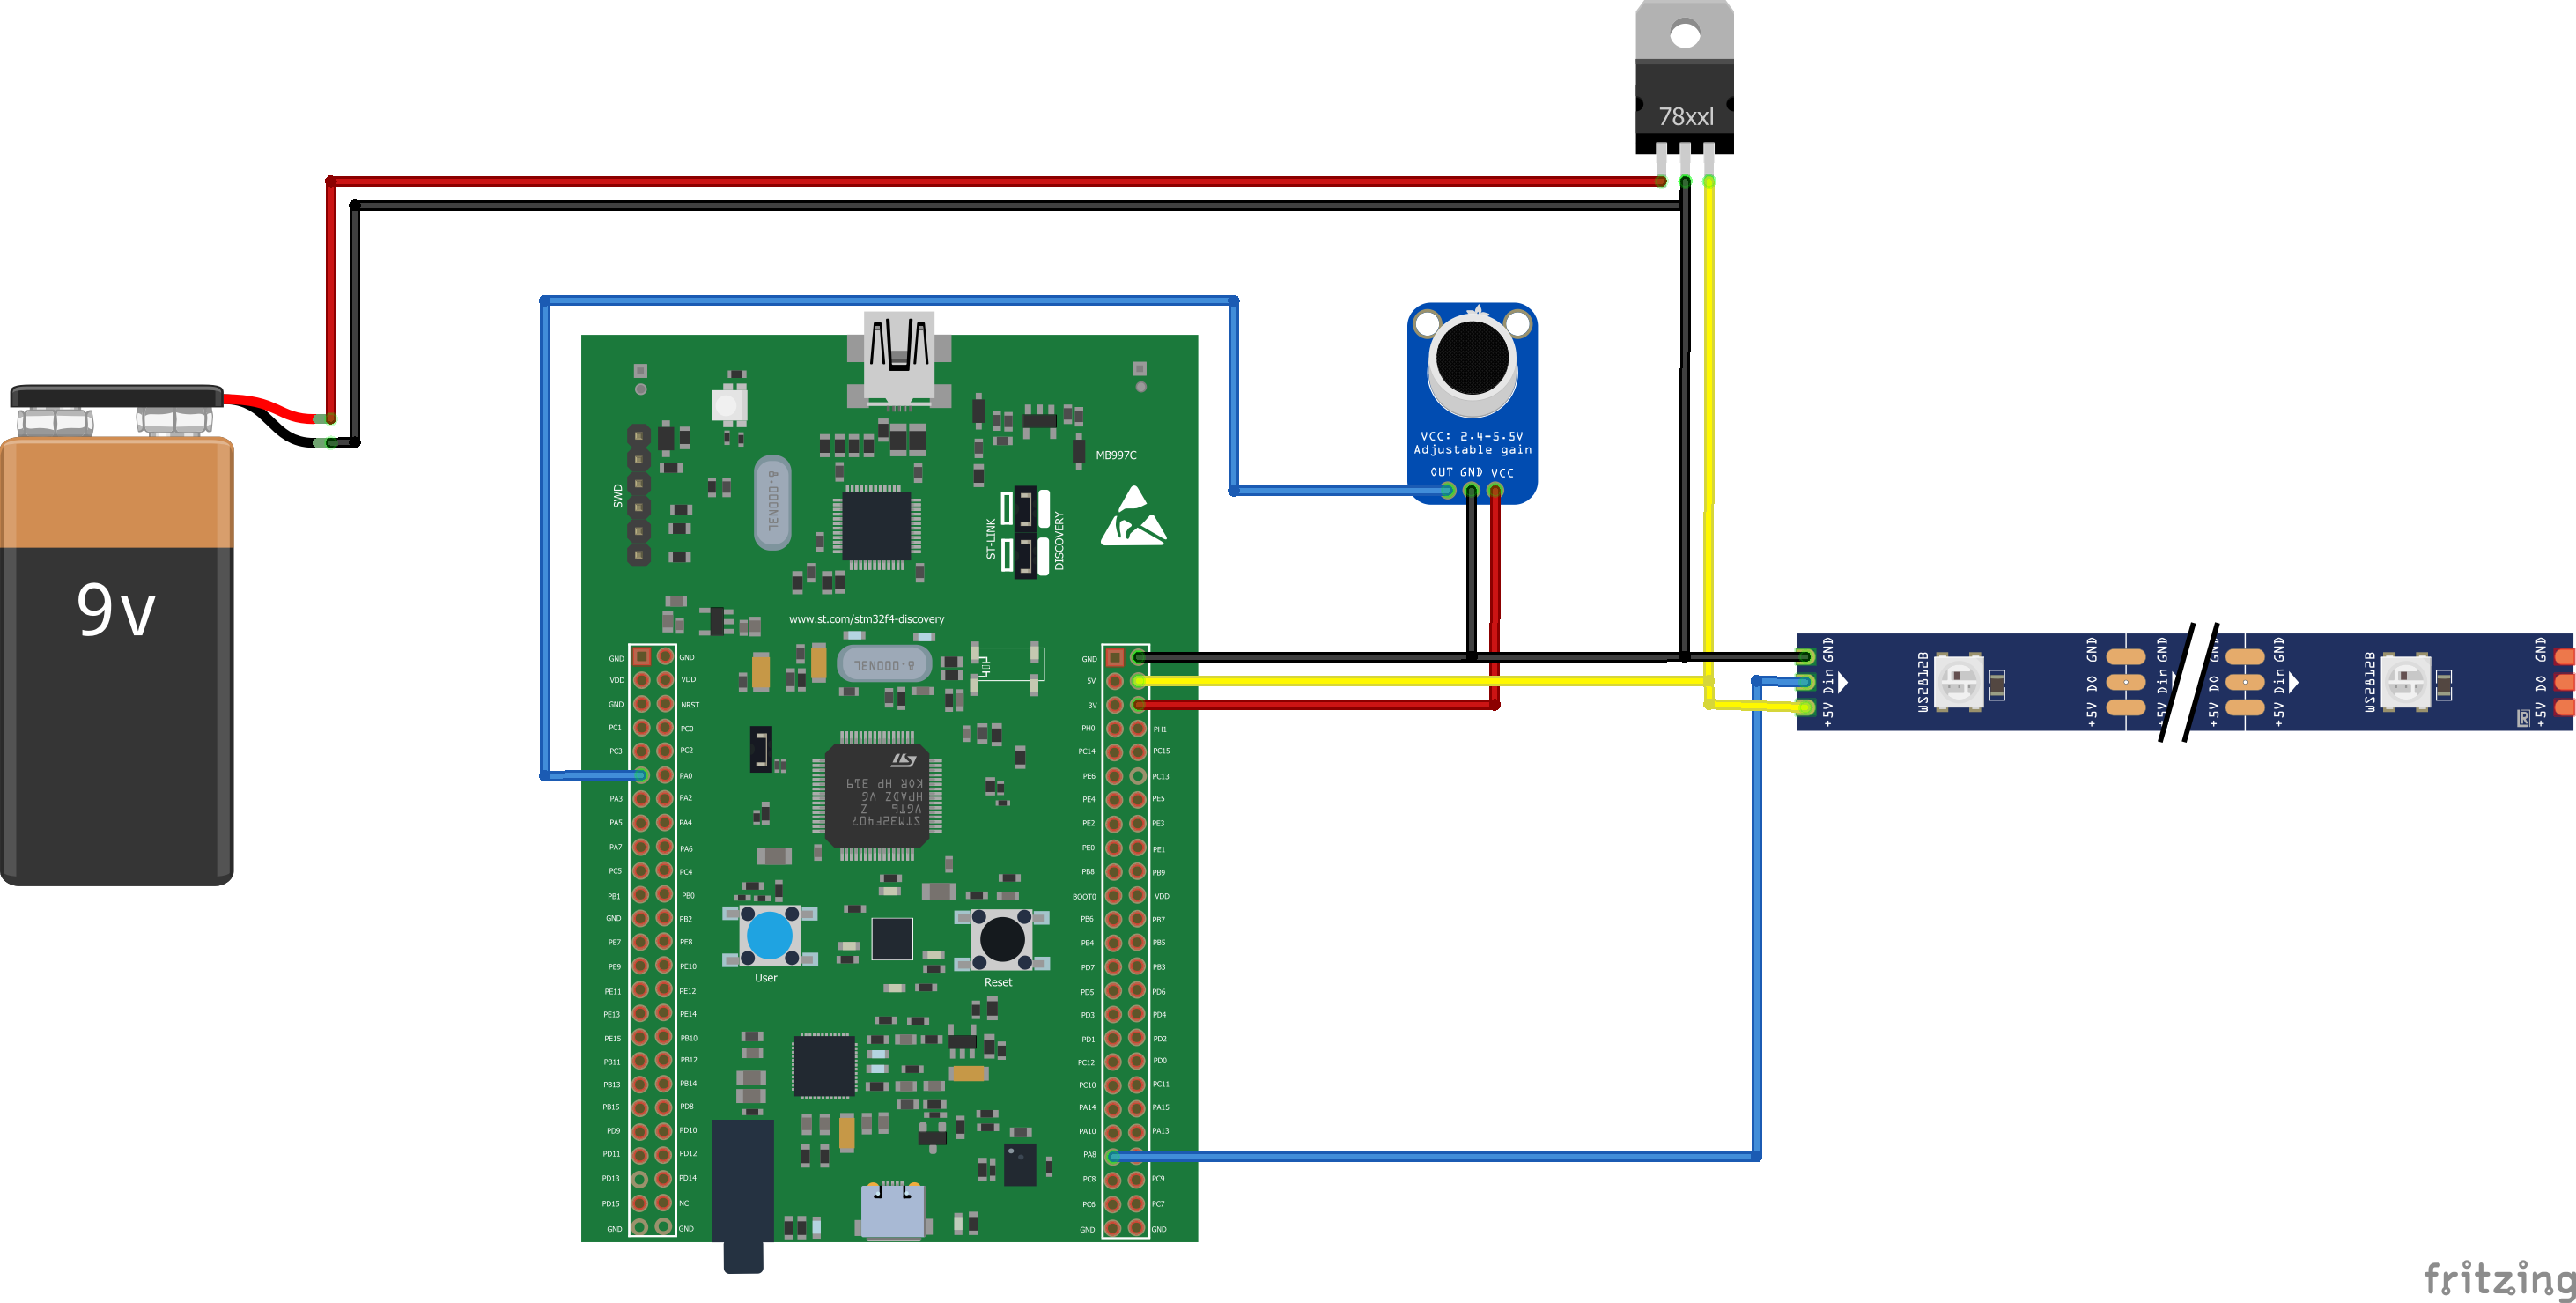 78xxl
9v
VCC: 2.4-5.5V
Adjustable gain
OUT GND VCC
MB997C
SWD
8.000N3L
ST-LINK
DISCOVERY
www.st.com/stm32f4-discovery
8.000N3L
STM32F407
VGT6 Z
HPADZ VG
KOR HP 319
GND GND
VDD VDD
GND NRST
PC1 PC0
PC3 PC2
PA0
PA3 PA2
PA5 PA4
PA7 PA6
PC5 PC4
PB1 PB0
GND PB2
PE7 PE8
PE9 PE10
PE11 PE12
PE13 PE14
PE15 PB10
PB11 PB12
PB13 PB14
PB15 PD8
PD9 PD10
PD11 PD12
PD13 PD14
PD15 NC
GND GND
User
Reset
GND
5V
3V
PH0 PH1
PC14 PC15
PE6 PC13
PE4 PE5
PE2 PE3
PE0 PE1
PB8 PB9
BOOT0 VDD
PB6 PB7
PB4 PB5
PD7 PB3
PD5 PD6
PD3 PD4
PD1 PD2
PC12 PD0
PC10 PC11
PA14 PA15
PA10 PA13
PA8
PC8 PC9
PC6 PC7
GND GND
+5V Din GND
WS2812B
+5V DO GND
+5V Din GND
+5V DO GND
+5V Din GND
WS2812B
+5V DO GND
fritzing